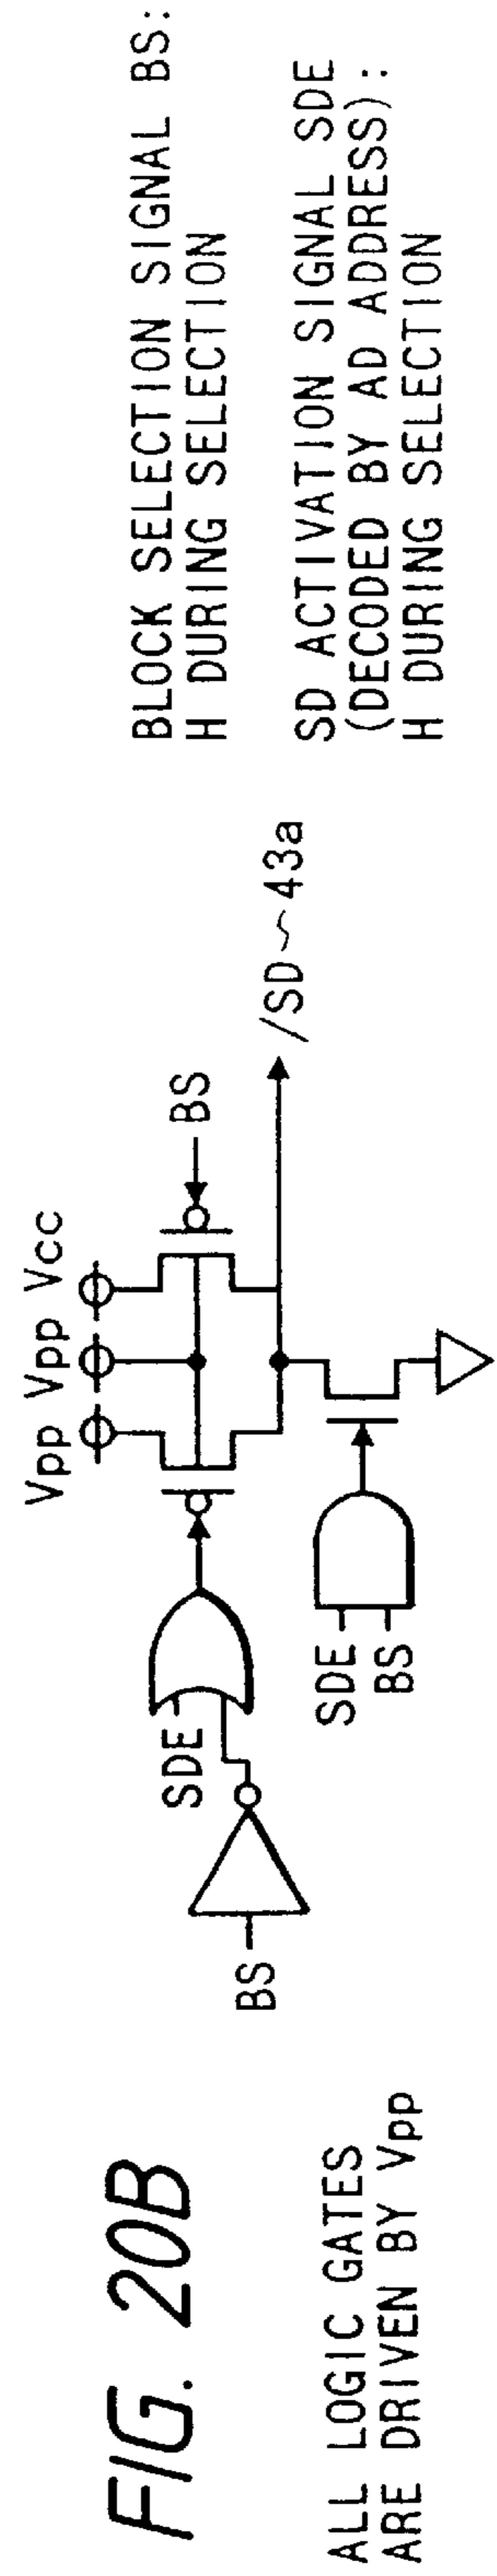 FIG. 20B
ALL LOGIC GATES
ARE DRIVEN BY Vpp
Vpp Vpp Vcc
BS
SDE
BS
SDE
BS
/SD~43a
BLOCK SELECTION SIGNAL BS:
H DURING SELECTION
SD ACTIVATION SIGNAL SDE
(DECODED BY AD ADDRESS):
H DURING SELECTION